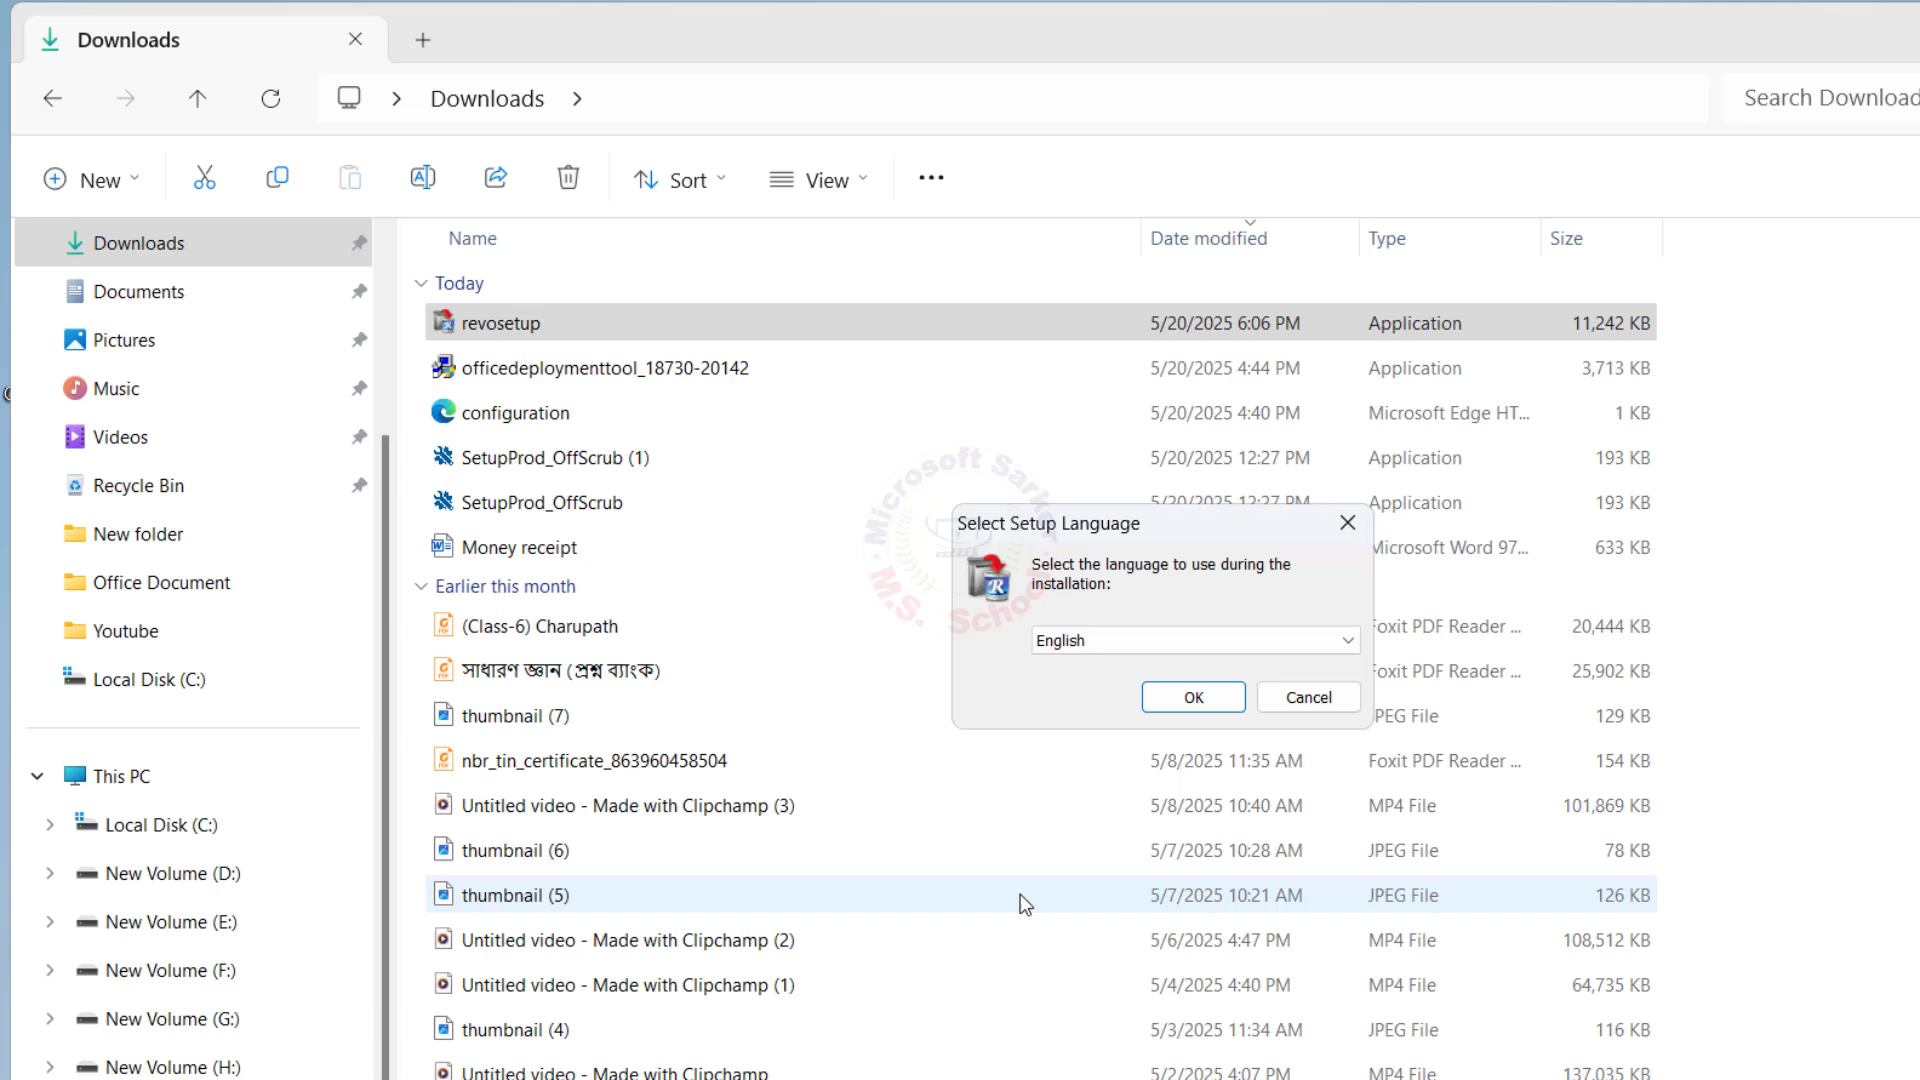 Downloads
Downloads
Search Download
New
Sort
View
Name Date modified Type Size
Downloads
Documents
Pictures
Music
Videos
Recycle Bin
New folder
Office Document
Youtube
Local Disk (C:)
This PC
Local Disk (C:)
New Volume (D:)
New Volume (E:)
New Volume (F:)
New Volume (G:)
New Volume (H:)
Today
revosetup 5/20/2025 6:06 PM Application 11,242 KB
officedeploymenttool_18730-20142 5/20/2025 4:44 PM Application 3,713 KB
configuration 5/20/2025 4:40 PM Microsoft Edge HT... 1 KB
SetupProd_OffScrub (1) 5/20/2025 12:27 PM Application 193 KB
SetupProd_OffScrub 5/20/2025 12:27 PM Application 193 KB
Money receipt Microsoft Word 97... 633 KB
Earlier this month
(Class-6) Charupath Foxit PDF Reader ... 20,444 KB
সাধারণ জ্ঞান (প্রশ্ন ব্যাংক) Foxit PDF Reader ... 25,902 KB
thumbnail (7) JPEG File 129 KB
nbr_tin_certificate_863960458504 5/8/2025 11:35 AM Foxit PDF Reader ... 154 KB
Untitled video - Made with Clipchamp (3) 5/8/2025 10:40 AM MP4 File 101,869 KB
thumbnail (6) 5/7/2025 10:28 AM JPEG File 78 KB
thumbnail (5) 5/7/2025 10:21 AM JPEG File 126 KB
Untitled video - Made with Clipchamp (2) 5/6/2025 4:47 PM MP4 File 108,512 KB
Untitled video - Made with Clipchamp (1) 5/4/2025 4:40 PM MP4 File 64,735 KB
thumbnail (4) 5/3/2025 11:34 AM JPEG File 116 KB
Untitled video - Made with Clipchamp 5/2/2025 4:07 PM MP4 File 137,035 KB
Select Setup Language
Select the language to use during the
installation:
English
OK Cancel
Microsoft Sarker
M.S. School